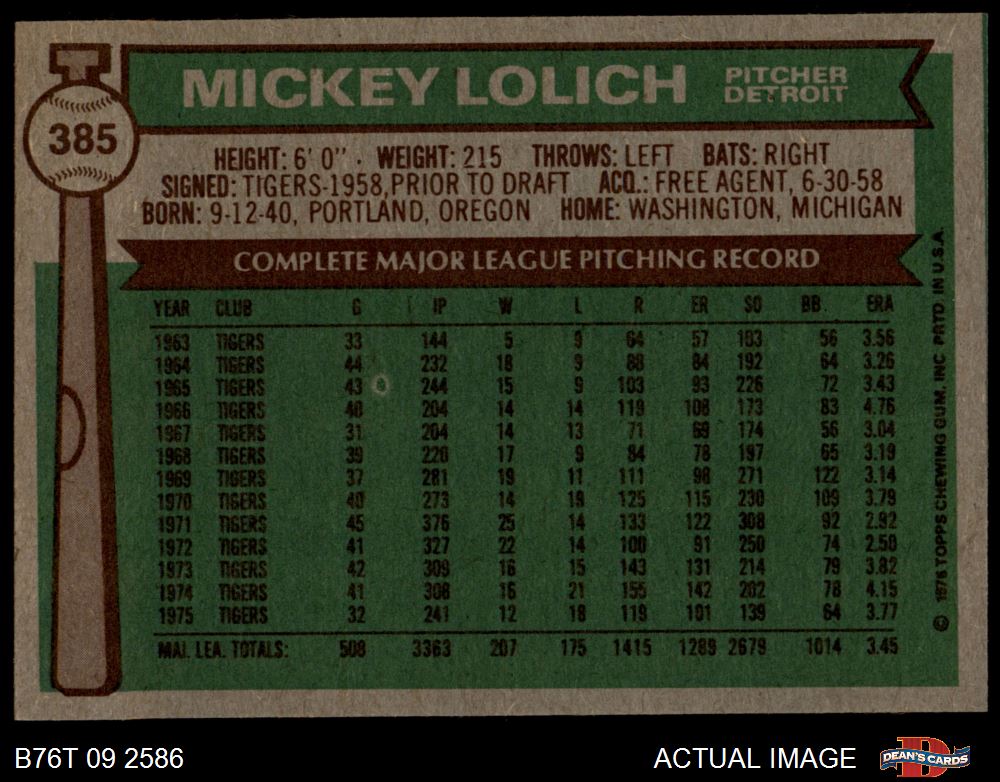 MICKEY LOLICH
PITCHER
DETROIT
385
HEIGHT: 6' 0" · WEIGHT: 215 THROWS: LEFT BATS: RIGHT
SIGNED: TIGERS-1958, PRIOR TO DRAFT ACQ.: FREE AGENT, 6-30-58
BORN: 9-12-40, PORTLAND, OREGON HOME: WASHINGTON, MICHIGAN
COMPLETE MAJOR LEAGUE PITCHING RECORD
YEAR CLUB G IP W L R ER SO BB ERA
1963 TIGERS 33 144 5 9 64 57 103 56 3.56
1964 TIGERS 44 232 18 9 88 84 192 64 3.26
1965 TIGERS 43 244 15 9 103 93 226 72 3.43
1966 TIGERS 40 204 14 14 119 108 173 83 4.76
1967 TIGERS 31 204 14 13 71 69 174 56 3.04
1968 TIGERS 39 220 17 9 84 78 197 65 3.19
1969 TIGERS 37 281 19 11 111 98 271 122 3.14
1970 TIGERS 40 273 14 19 125 115 230 109 3.79
1971 TIGERS 45 376 25 14 133 122 308 92 2.92
1972 TIGERS 41 327 22 14 100 91 250 74 2.50
1973 TIGERS 42 309 16 15 143 131 214 79 3.82
1974 TIGERS 41 308 16 21 155 142 202 78 4.15
1975 TIGERS 32 241 12 18 119 101 139 64 3.77
MAJ. LEA. TOTALS: 508 3363 207 175 1415 1289 2679 1014 3.45
© 1976 TOPPS CHEWING GUM, INC PRTD. IN U.S.A.
B76T 09 2586
ACTUAL IMAGE
DEAN'S CARDS